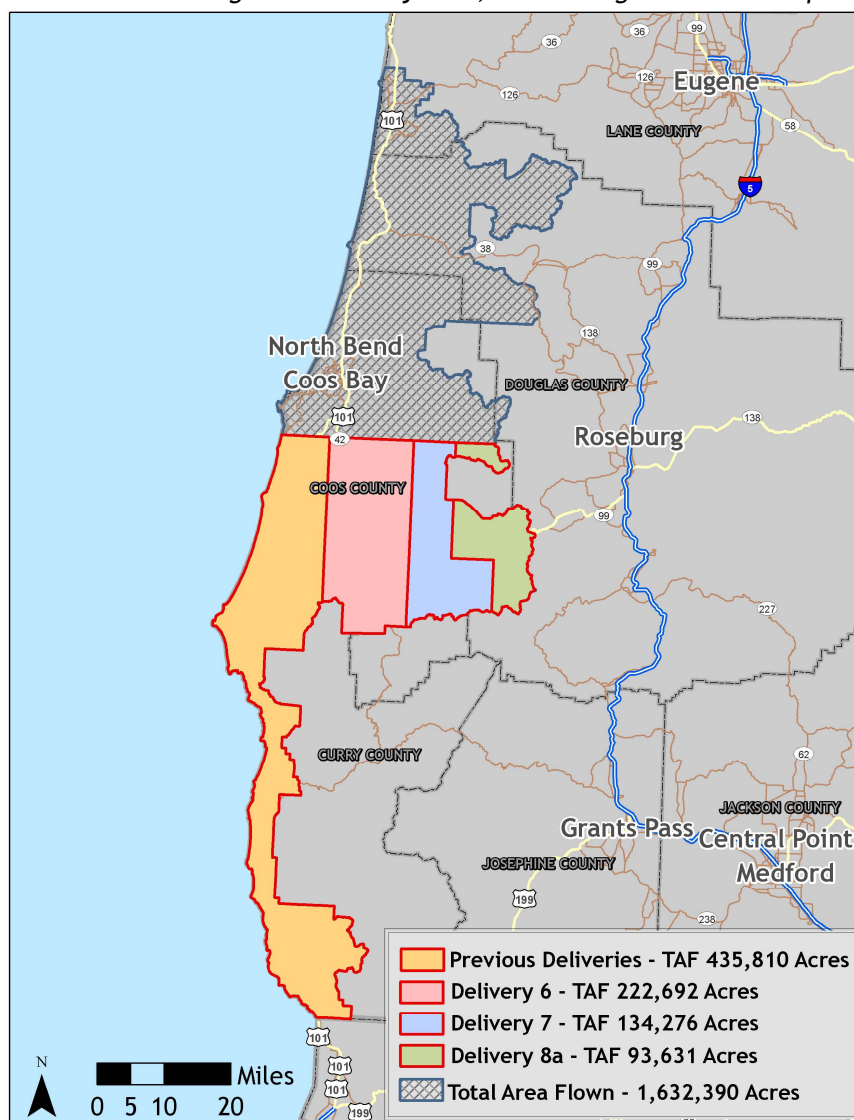 36
99
36
126
Eugene
126
101
58
LANE COUNTY
5
38
99
138
North Bend
Coos Bay
DOUGLAS COUNTY
101
138
42
Roseburg
COOS COUNTY
99
227
CURRY COUNTY
62
JACKSON COUNTY
Grants Pass
Central Point
Medford
JOSEPHINE COUNTY
199
238
Previous Deliveries - TAF 435,810 Acres
Delivery 6 - TAF 222,692 Acres
Delivery 7 - TAF 134,276 Acres
Delivery 8a - TAF 93,631 Acres
Total Area Flown - 1,632,390 Acres
101
101
101
199
N
Miles
0 5 10 20